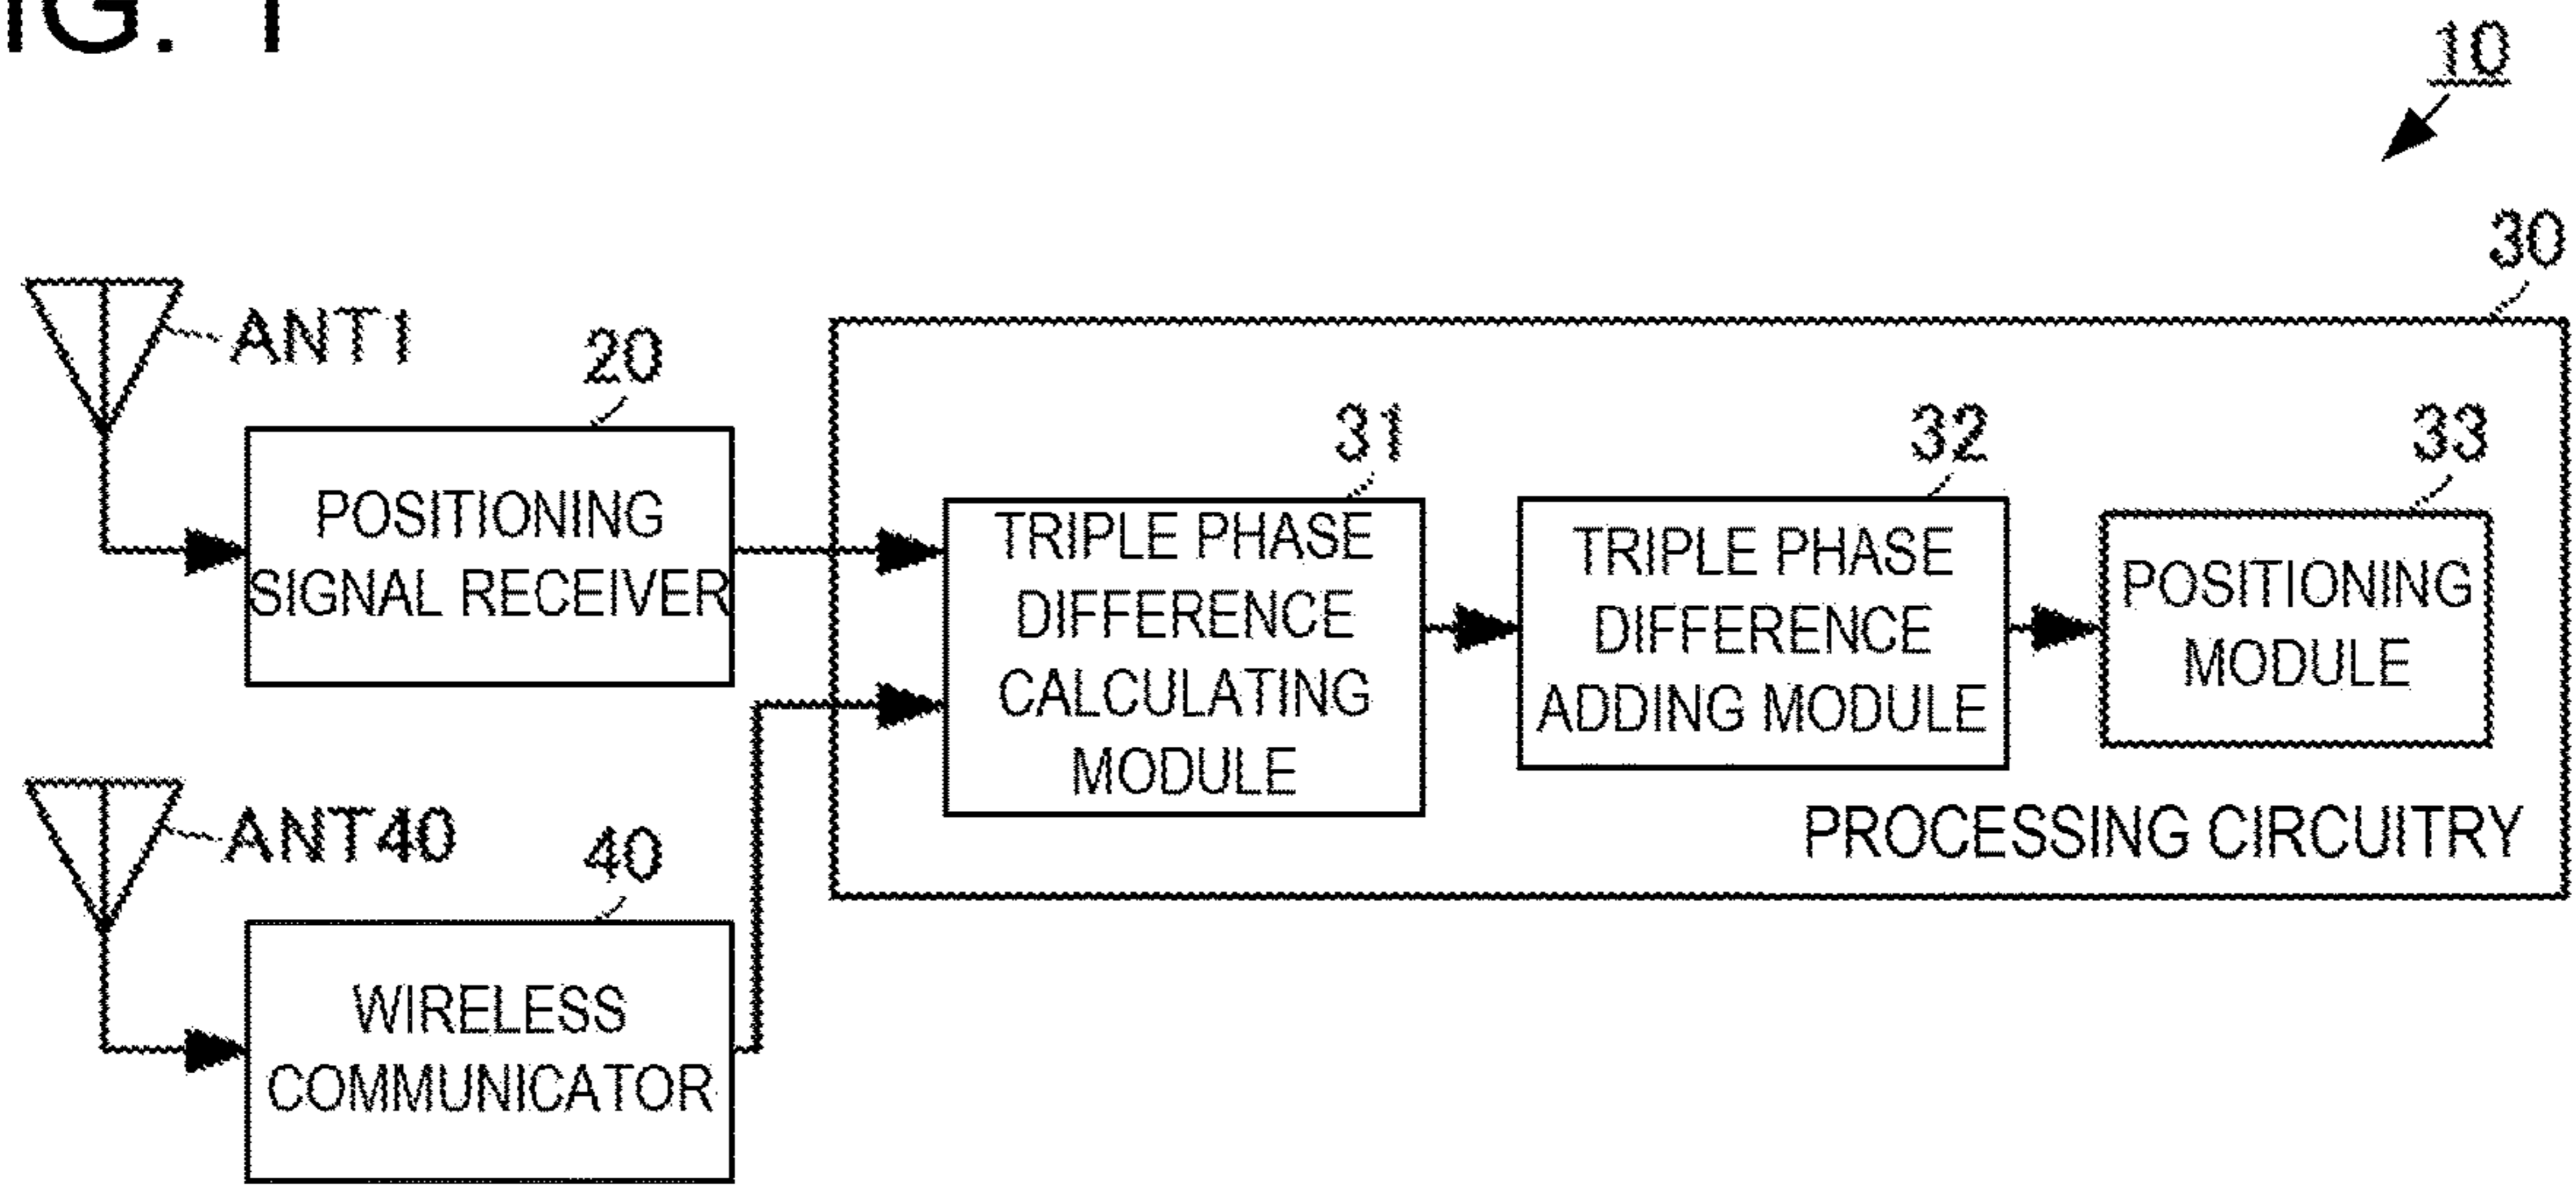 IG. 1
10
30
ANT1
20
POSITIONING
SIGNAL RECEIVER
31
TRIPLE PHASE
DIFFERENCE
CALCULATING
MODULE
32
TRIPLE PHASE
DIFFERENCE
ADDING MODULE
33
POSITIONING
MODULE
PROCESSING CIRCUITRY
ANT40
40
WIRELESS
COMMUNICATOR